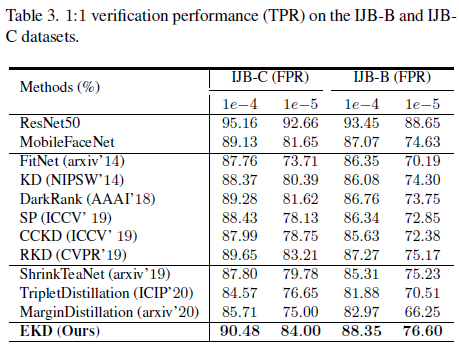 Table 3. 1:1 verification performance (TPR) on the IJB-B and IJB-
C datasets.
Methods (%) IJB-C (FPR) IJB-B (FPR)
1e−4 1e−5 1e−4 1e−5
ResNet50 95.16 92.66 93.45 88.65
MobileFaceNet 89.13 81.65 87.07 74.63
FitNet (arxiv'14) 87.76 73.71 86.35 70.19
KD (NIPSW'14) 88.37 80.39 86.08 74.30
DarkRank (AAAI'18) 89.28 81.62 86.76 73.75
SP (ICCV' 19) 88.43 78.13 86.34 72.85
CCKD (ICCV' 19) 87.99 78.75 85.63 72.38
RKD (CVPR'19) 89.65 83.21 87.27 75.17
ShrinkTeaNet (arxiv'19) 87.80 79.78 85.31 75.23
TripletDistillation (ICIP'20) 84.57 76.65 81.88 70.51
MarginDistillation (arxiv'20) 85.71 75.00 82.97 66.25
EKD (Ours) 90.48 84.00 88.35 76.60